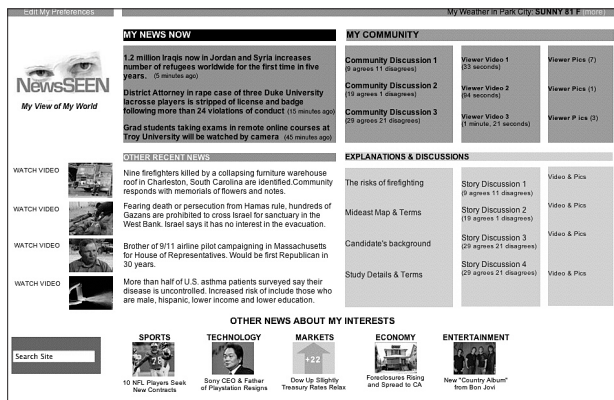 Edit My Preferences
My Weather in Park City: SUNNY 81 F (more)
NewsSEEN
My View of My World
MY NEWS NOW
1.2 million Iraqis now in Jordan and Syria increases
number of refugees worldwide for the first time in five
years. (5 minutes ago)
District Attorney in rape case of three Duke University
lacrosse players is stripped of license and badge
following more than 24 violations of conduct (15 minutes ago)
Grad students taking exams in remote online courses at
Troy University will be watched by camera (45 minutes ago)
MY COMMUNITY
Community Discussion 1
(9 agrees 11 disagrees)
Community Discussion 2
(19 agrees 1 disagrees)
Community Discussion 3
(29 agrees 21 disagrees)
Viewer Video 1
(33 seconds)
Viewer Video 2
(94 seconds)
Viewer Video 3
(1 minute, 21 seconds)
Viewer Pics (7)
Viewer Pics (1)
Viewer P ics (3)
OTHER RECENT NEWS
WATCH VIDEO
Nine firefighters killed by a collapsing furniture warehouse
roof in Charleston, South Carolina are identified.Community
responds with memorials of flowers and notes.
WATCH VIDEO
Fearing death or persecution from Hamas rule, hundreds of
Gazans are prohibited to cross Israel for sanctuary in the
West Bank. Israel says it has no interest in the evacuation.
WATCH VIDEO
Brother of 9/11 airline pilot campaigning in Massachusetts
for House of Representatives. Would be first Republican in
30 years.
WATCH VIDEO
More than half of U.S. asthma patients surveyed say their
disease is uncontrolled. Increased risk of include those who
are male, hispanic, lower income and lower education.
EXPLANATIONS & DISCUSSIONS
The risks of firefighting
Mideast Map & Terms
Candidate's background
Study Details & Terms
Story Discussion 1
(9 agrees 11 disagrees)
Story Discussion 2
(19 agrees 1 disagrees)
Story Discussion 3
(29 agrees 21 disagrees)
Story Discussion 4
(29 agrees 21 disagrees)
Video & Pics
Video & Pics
Video & Pics
Video & Pics
OTHER NEWS ABOUT MY INTERESTS
Search Site
SPORTS
10 NFL Players Seek
New Contracts
TECHNOLOGY
Sony CEO & Father
of Playstation Resigns
MARKETS
+22
Dow Up Slightly
Treasury Rates Relax
ECONOMY
Foreclosures Rising
and Spread to CA
ENTERTAINMENT
New "Country Album"
from Bon Jovi